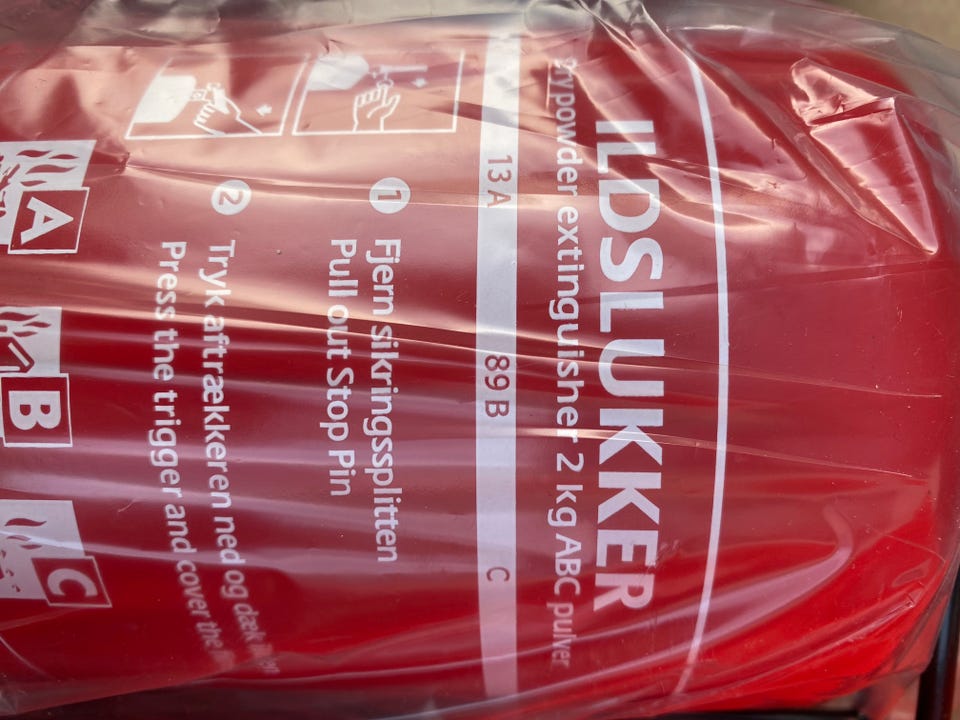 ILDSLUKKER
powder extinguisher 2 kg ABC pulver
13 A 89 B C
1 Fjern sikringssplitten
Pull out Stop Pin
2 Tryk aftrækkeren ned og dæk
Press the trigger and cover the
A B C